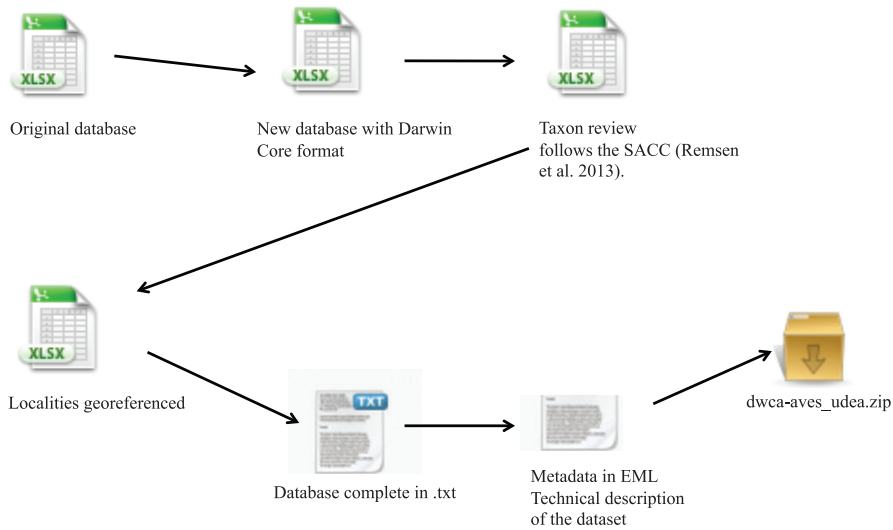 XLSX
XLSX
XLSX
Original database
New database with Darwin
Core format
Taxon review
follows the SACC (Remsen
et al. 2013).
XLSX
Localities georeferenced
TXT
Database complete in .txt
Metadata in EML
Technical description
of the dataset
dwca-aves_udea.zip